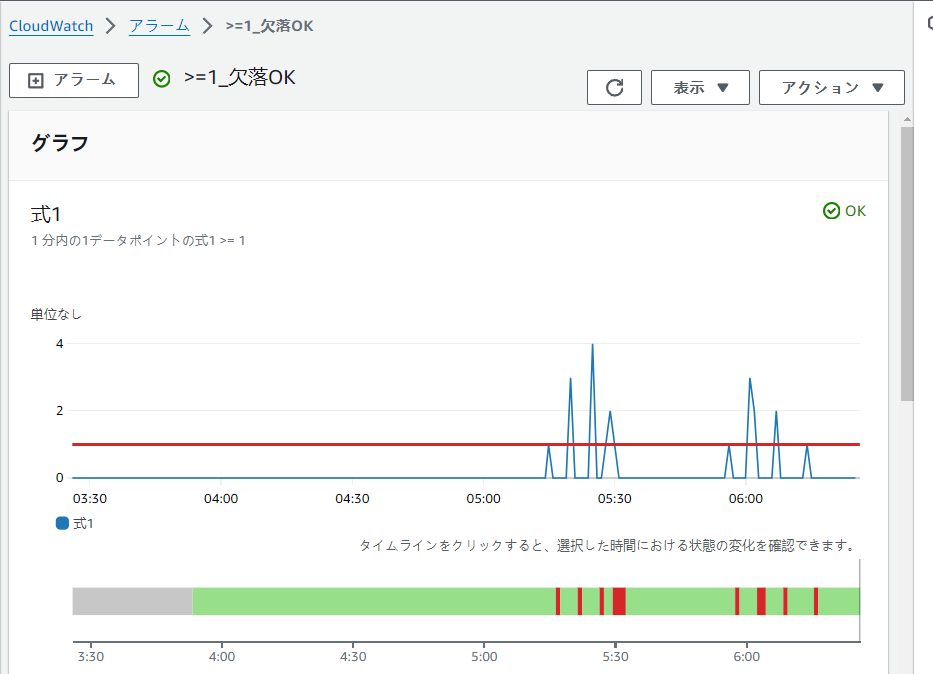 CloudWatch > アラーム > >=1_欠落OK
アラーム >=1_欠落OK 表示 アクション
グラフ
式1 OK
1 分内の1データポイントの式1 >= 1
単位なし
4
2
0
03:30 04:00 04:30 05:00 05:30 06:00
式1
タイムラインをクリックすると、選択した時間における状態の変化を確認できます。
3:30 4:00 4:30 5:00 5:30 6:00